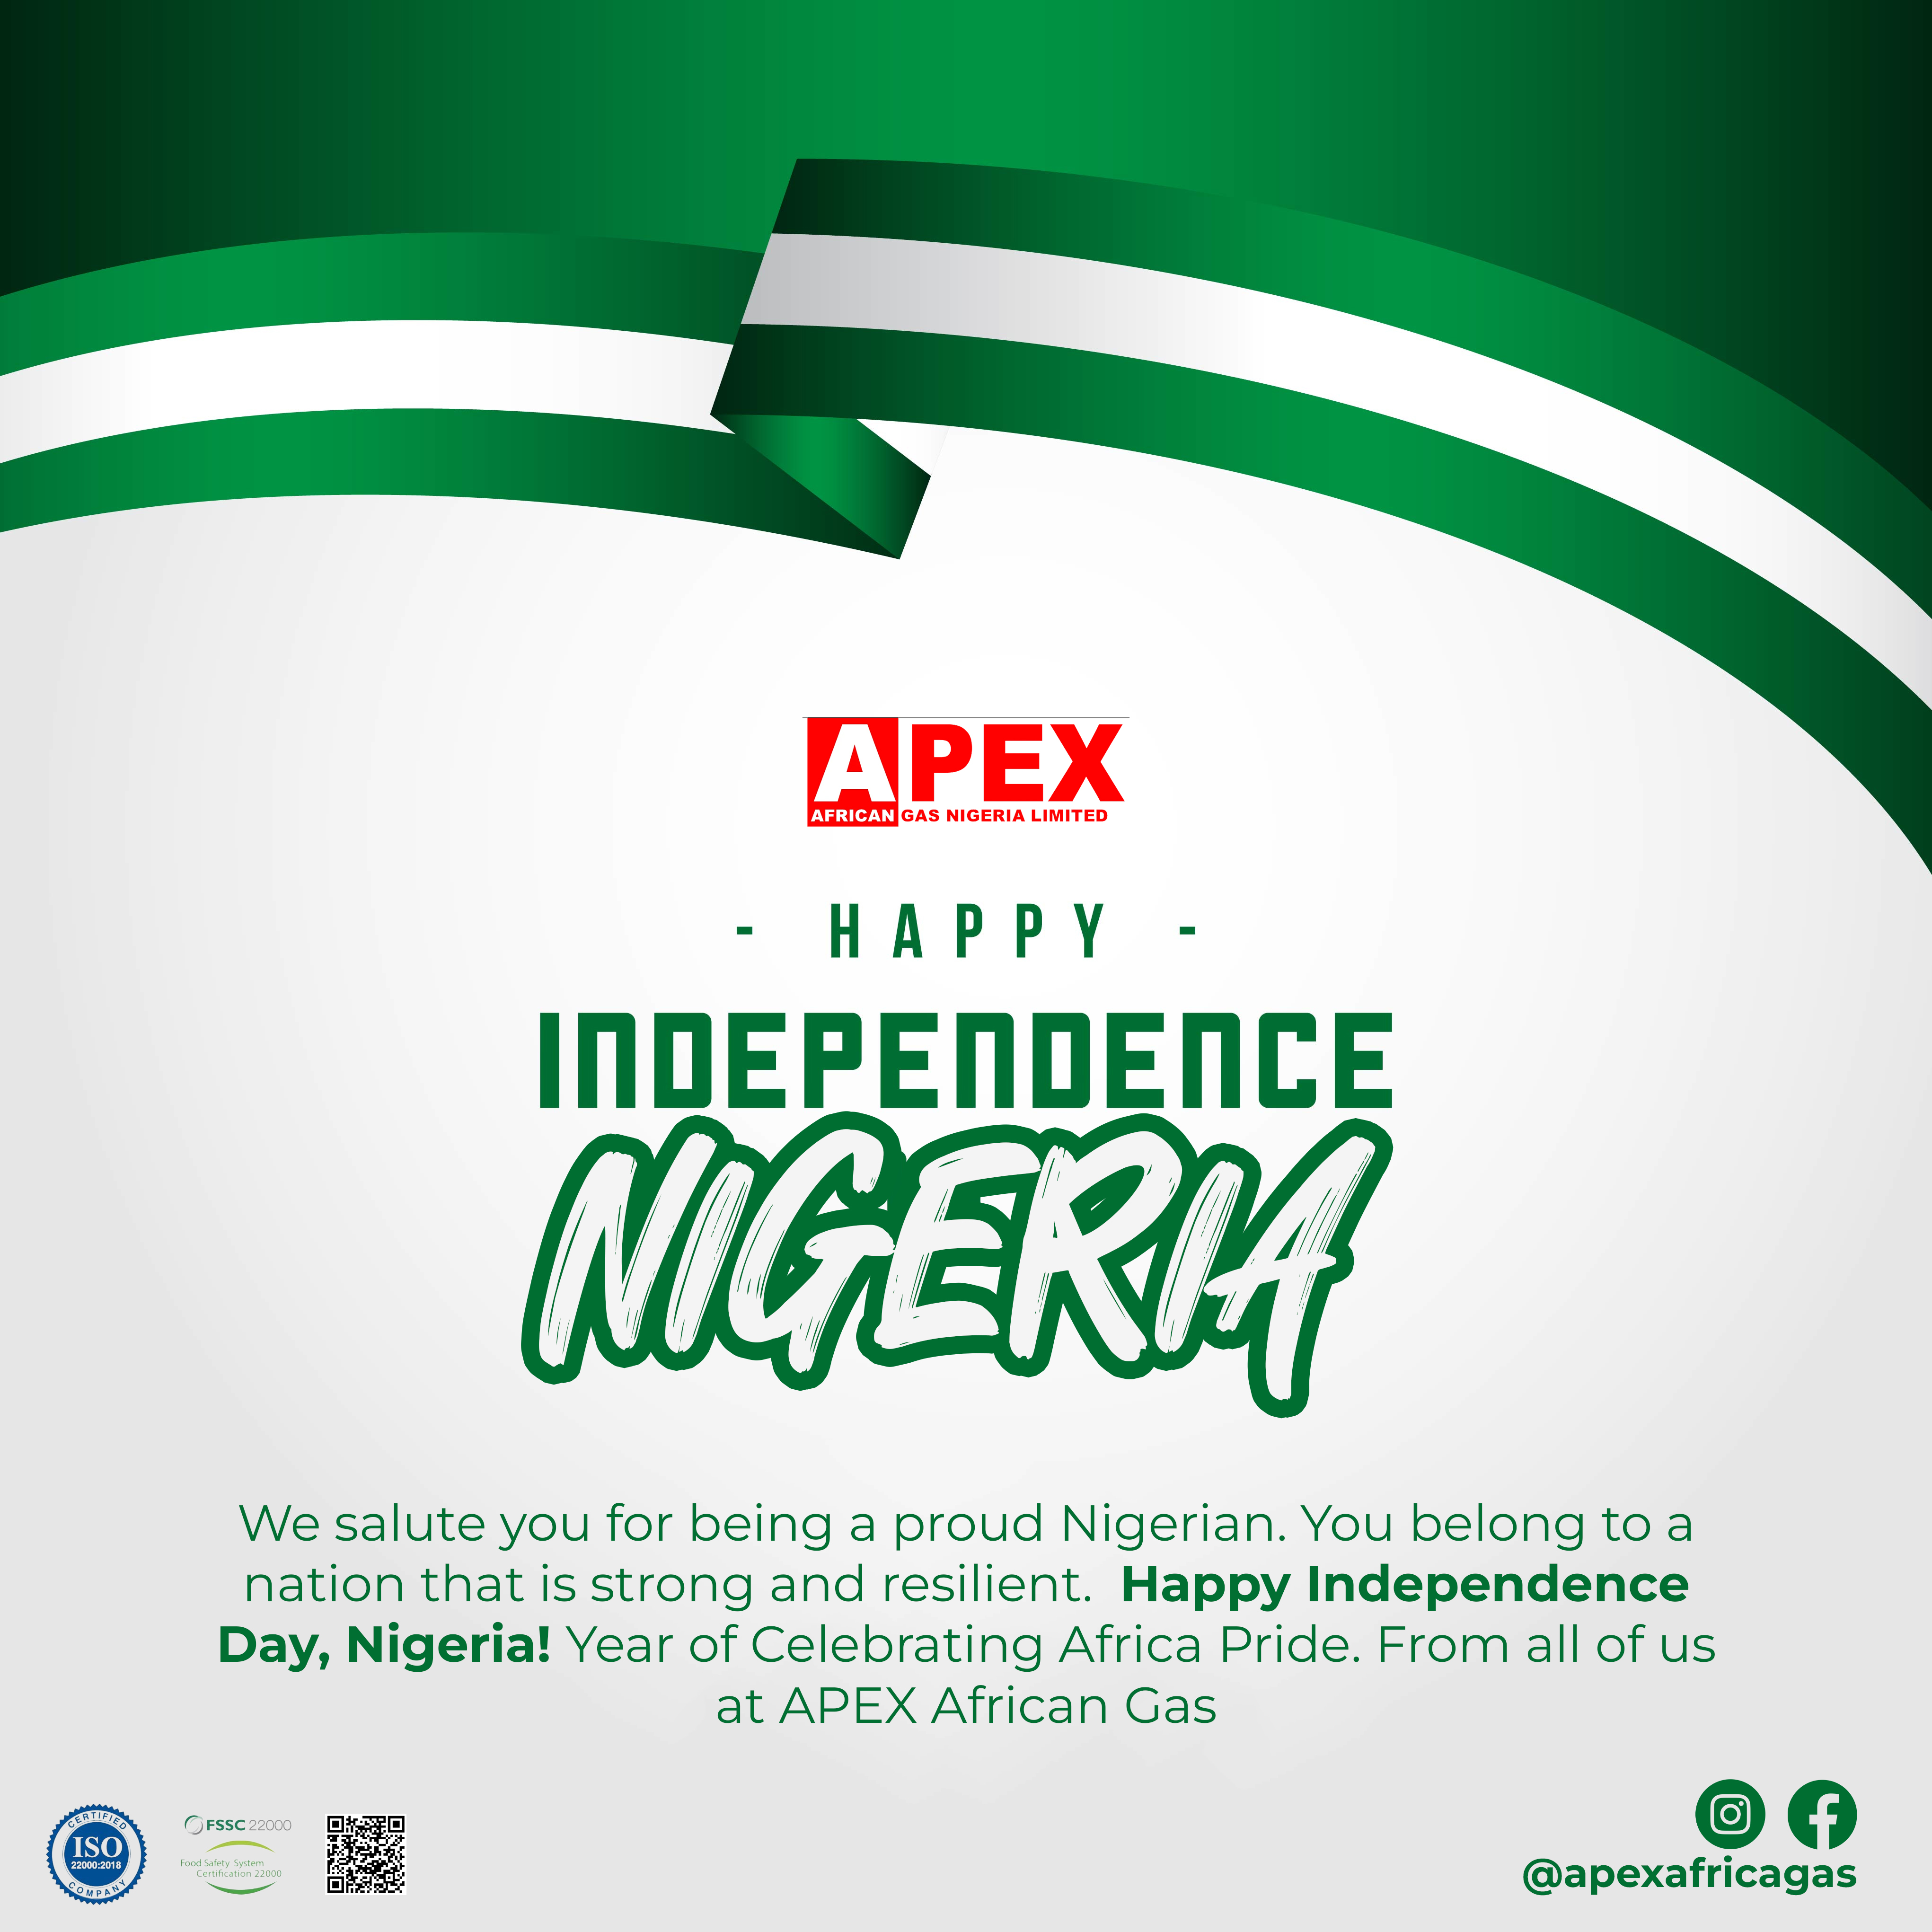 APEX
AFRICAN GAS NIGERIA LIMITED
- HAPPY -
INDEPENDENCE
NIGERIA
We salute you for being a proud Nigerian. You belong to a
nation that is strong and resilient. Happy Independence
Day, Nigeria! Year of Celebrating Africa Pride. From all of us
at APEX African Gas
CERTIFIED
ISO
22000:2018
COMPANY
FSSC 22000
Food Safety System
Certification 22000
@apexafricagas